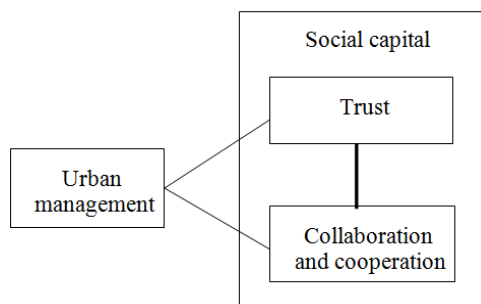 Social capital
Trust
Urban
management
Collaboration
and cooperation